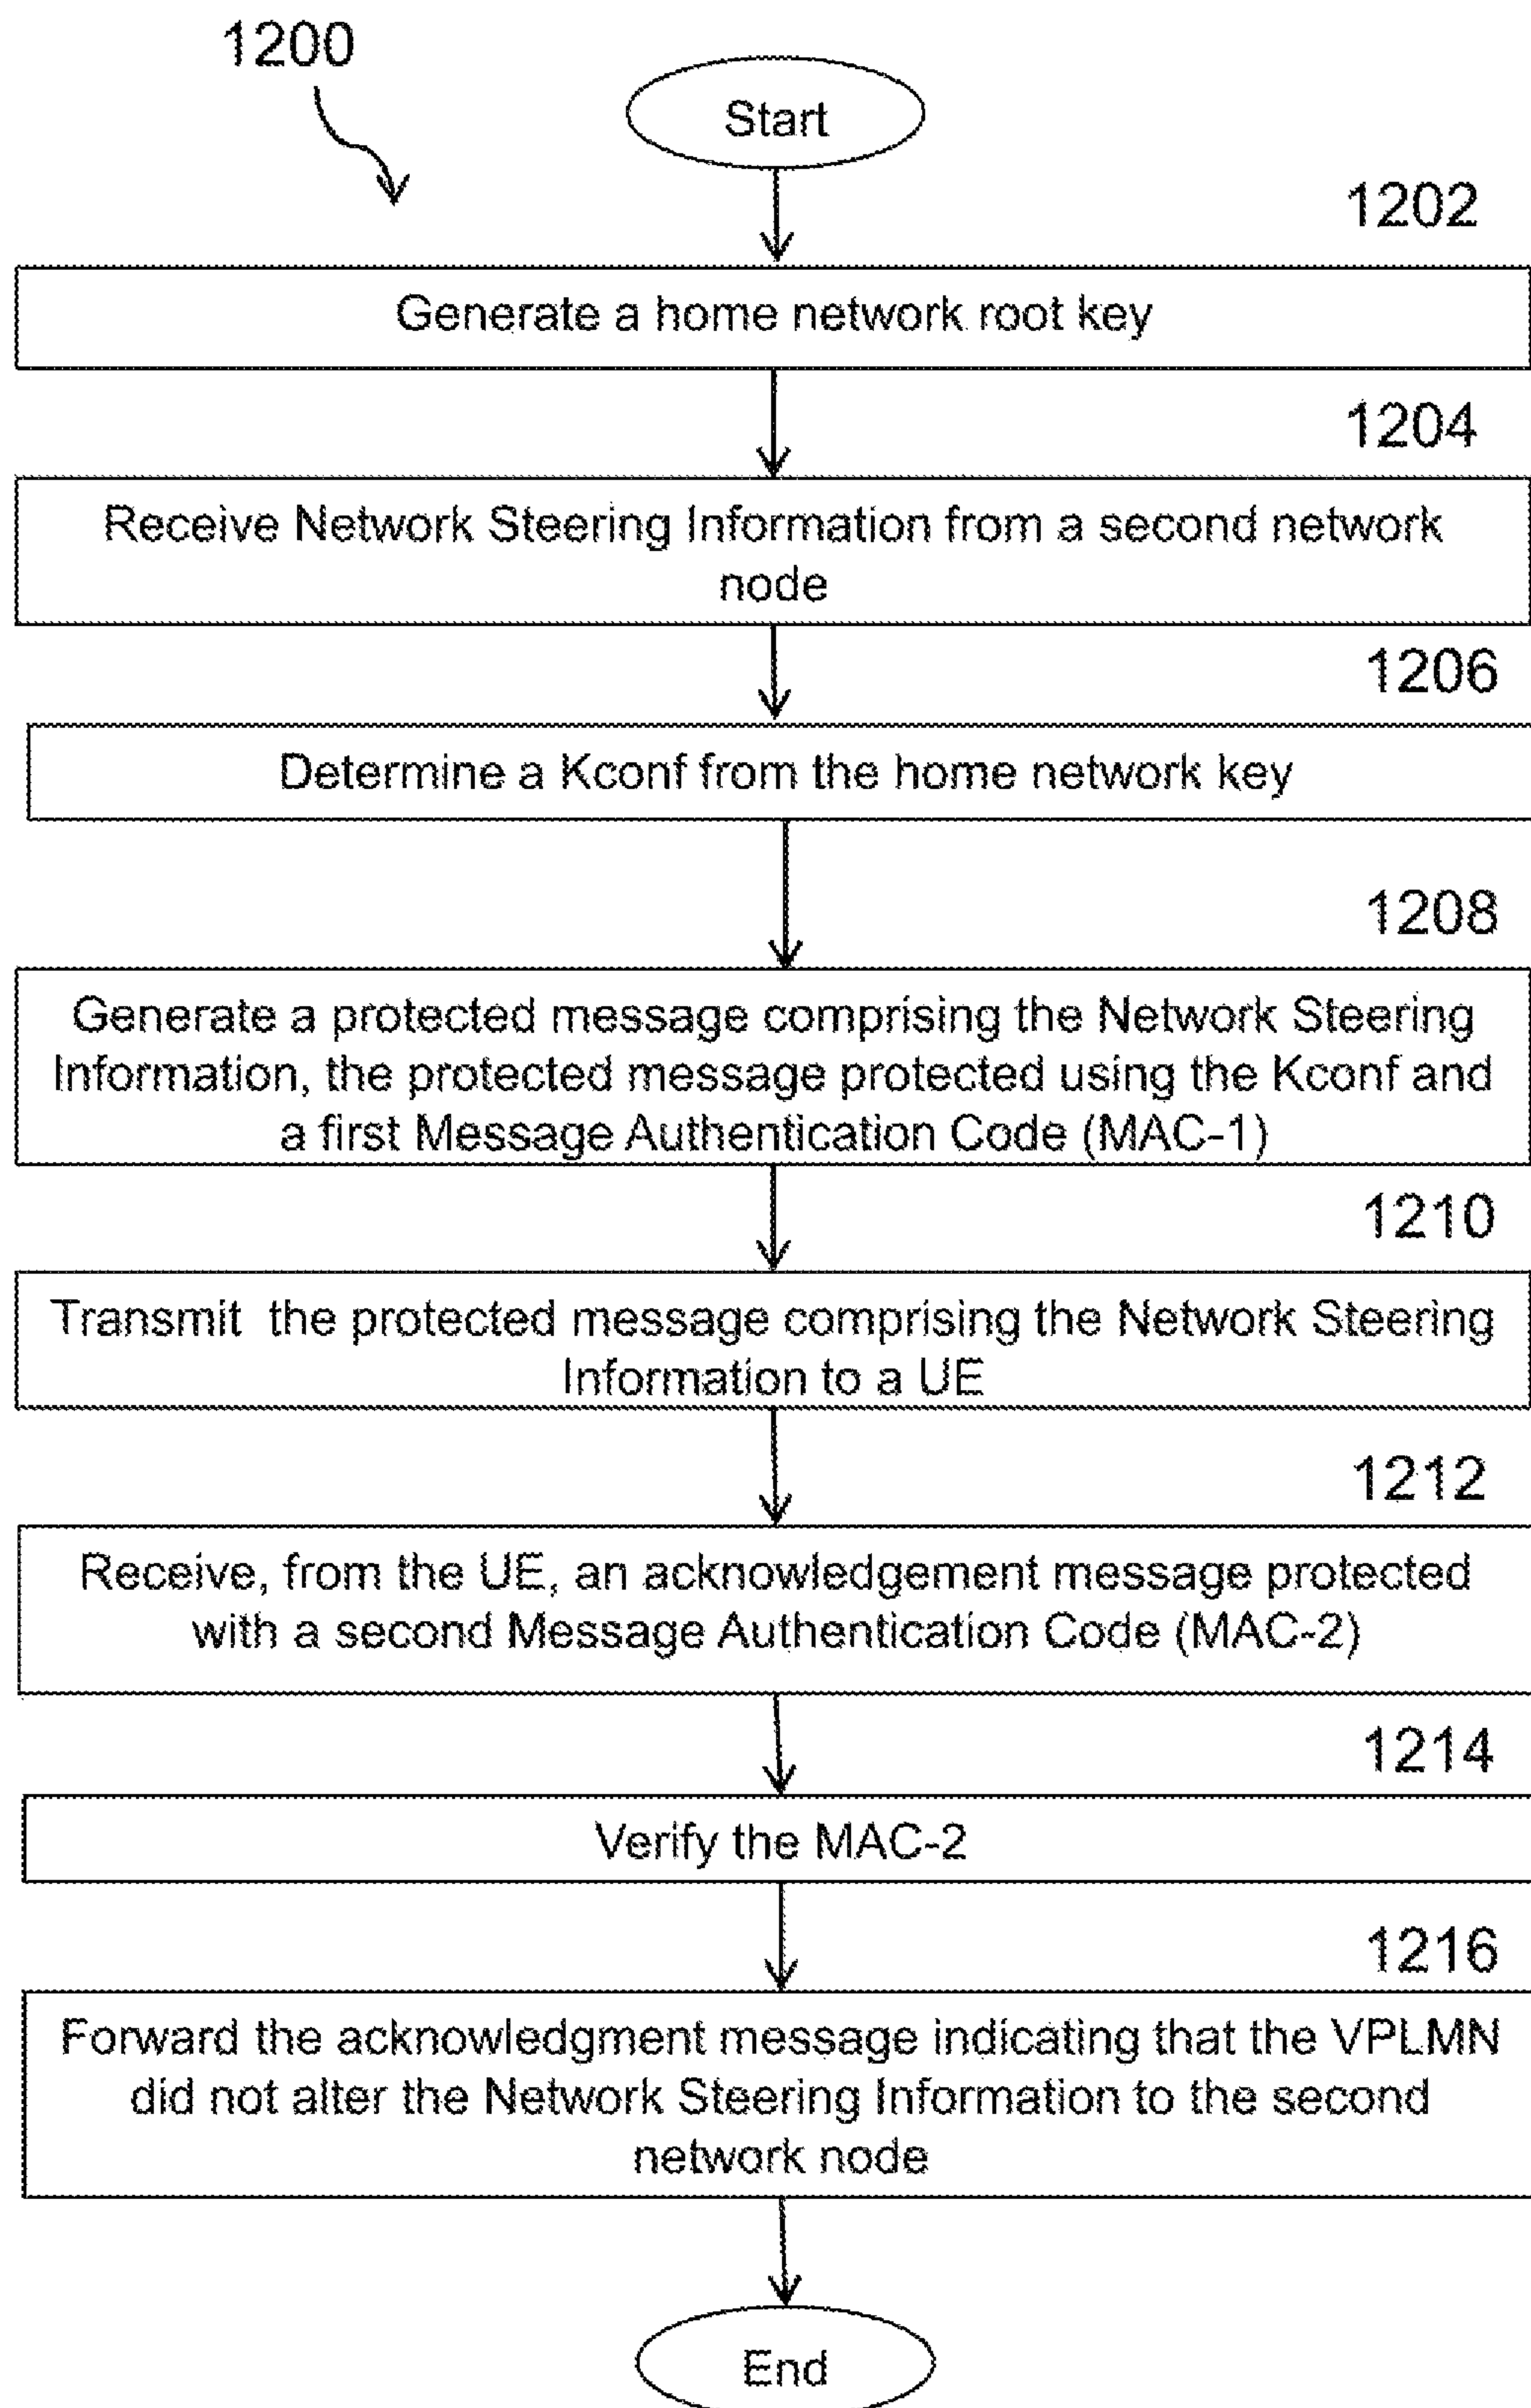 1200
Start
1202
Generate a home network root key
1204
Receive Network Steering Information from a second network
node
1206
Determine a Kconf from the home network key
1208
Generate a protected message comprising the Network Steering
Information, the protected message protected using the Kconf and
a first Message Authentication Code (MAC-1)
1210
Transmit the protected message comprising the Network Steering
Information to a UE
1212
Receive, from the UE, an acknowledgement message protected
with a second Message Authentication Code (MAC-2)
1214
Verify the MAC-2
1216
Forward the acknowledgment message indicating that the VPLMN
did not alter the Network Steering Information to the second
network node
End